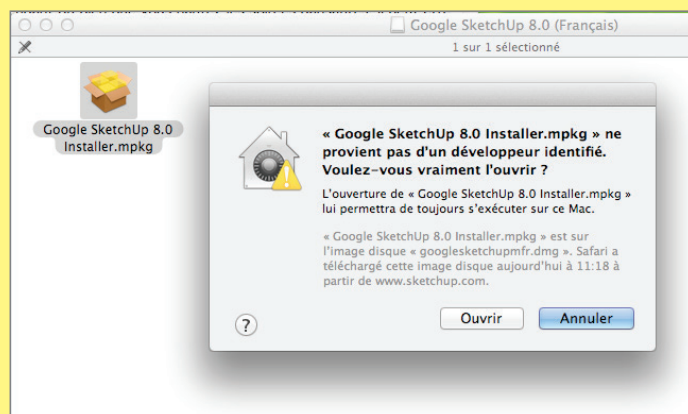 Google SketchUp 8.0 (Français)
1 sur 1 sélectionné
Google SketchUp 8.0
Installer.mpkg
« Google SketchUp 8.0 Installer.mpkg » ne
provient pas d'un développeur identifié.
Voulez-vous vraiment l'ouvrir ?
L'ouverture de « Google SketchUp 8.0 Installer.mpkg »
lui permettra de toujours s'exécuter sur ce Mac.
« Google SketchUp 8.0 Installer.mpkg » est sur
l'image disque « googlesketchupmfr.dmg ». Safari a
téléchargé cette image disque aujourd'hui à 11:18 à
partir de www.sketchup.com.
?
Ouvrir
Annuler